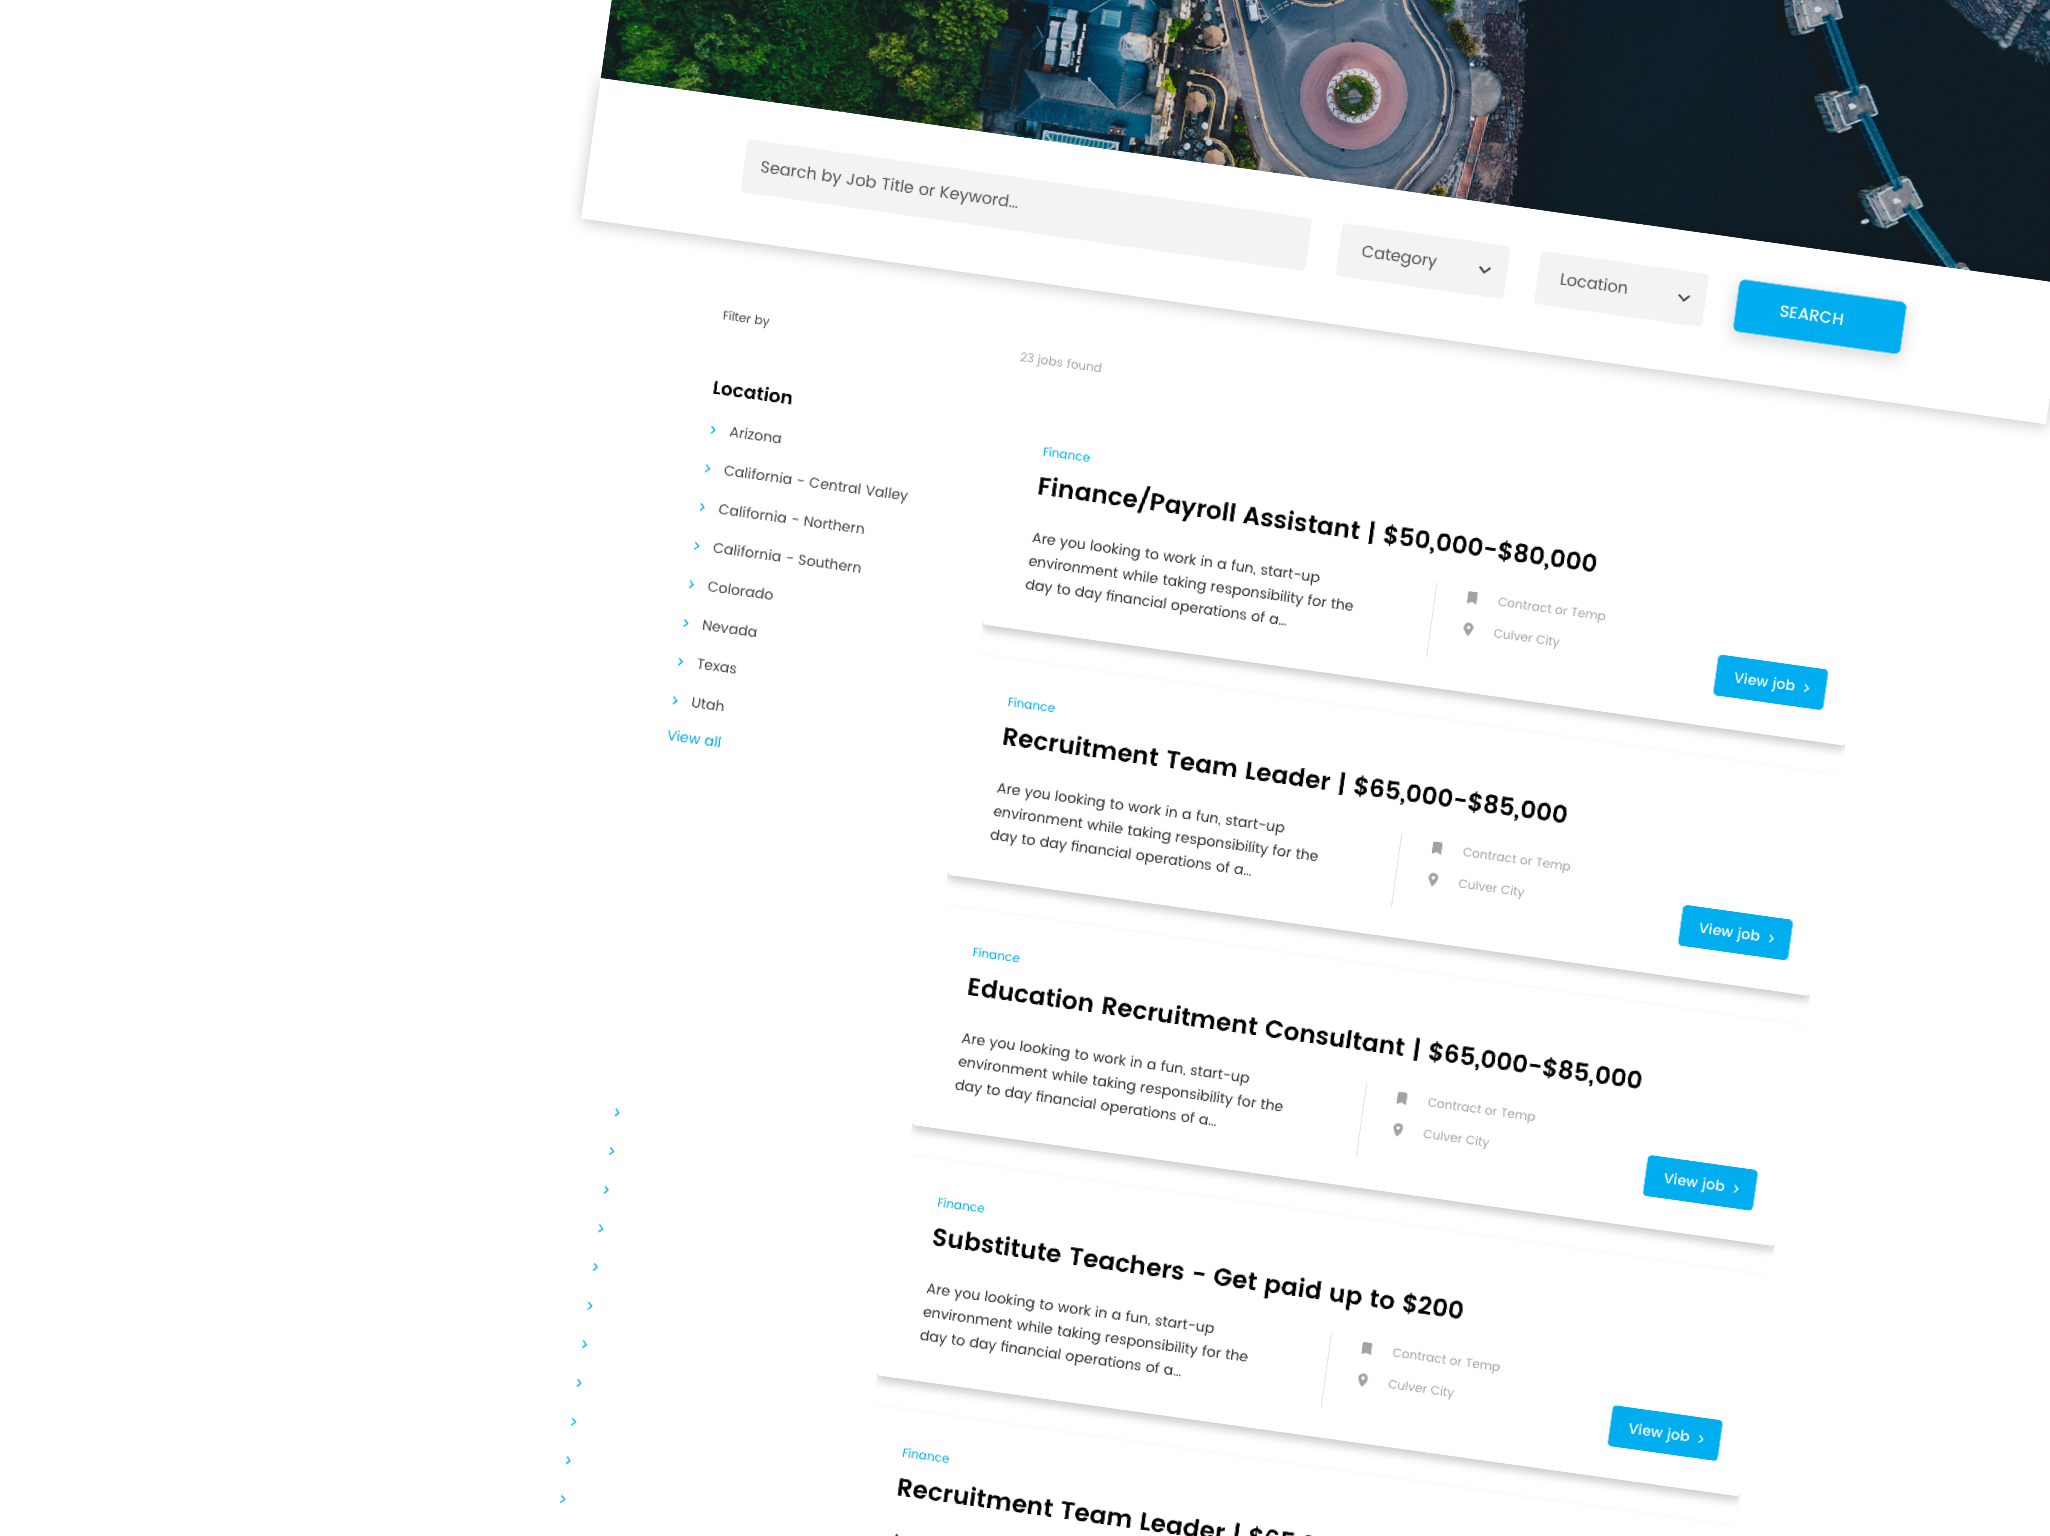 Search by Job Title or Keyword...
Category
Location
SEARCH
Filter by
23 jobs found
Location
Arizona
California - Central Valley
California - Northern
California - Southern
Colorado
Nevada
Texas
Utah
View all
Finance
Finance/Payroll Assistant | $50,000-$80,000
Are you looking to work in a fun, start-up
environment while taking responsibility for the
day to day financial operations of a...
Contract or Temp
Culver City
View job
Finance
Recruitment Team Leader | $65,000-$85,000
Are you looking to work in a fun, start-up
environment while taking responsibility for the
day to day financial operations of a...
Contract or Temp
Culver City
View job
Finance
Education Recruitment Consultant | $65,000-$85,000
Are you looking to work in a fun, start-up
environment while taking responsibility for the
day to day financial operations of a...
Contract or Temp
Culver City
View job
Finance
Substitute Teachers - Get paid up to $200
Are you looking to work in a fun, start-up
environment while taking responsibility for the
day to day financial operations of a...
Contract or Temp
Culver City
View job
Finance
Recruitment Team Leader |